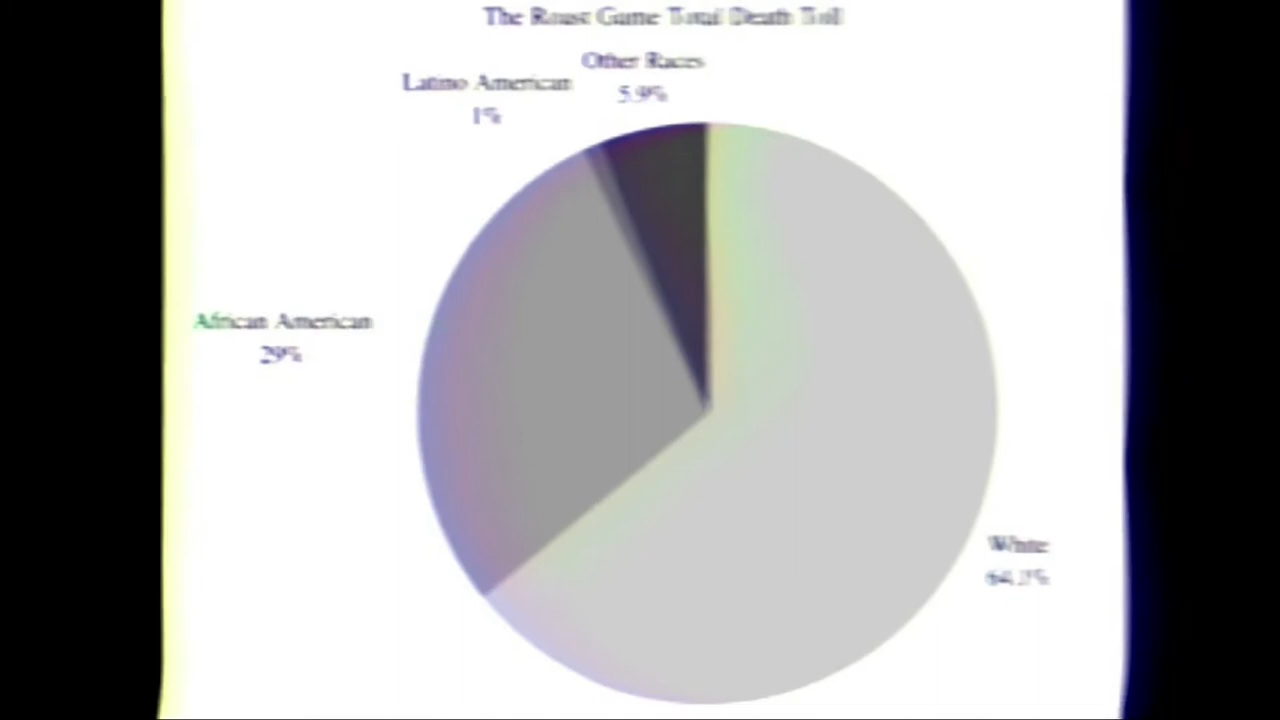 The Roast Game Total Death Toll
Other Races
5.9%
Latino American
1%
African American
29%
White
64.1%